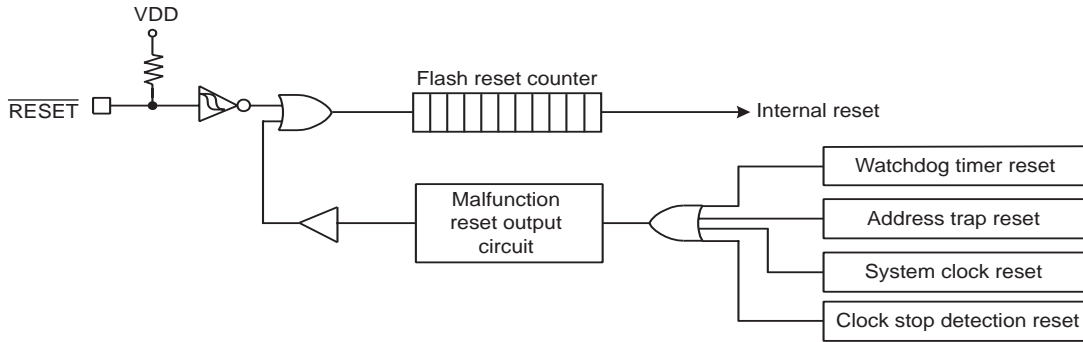 VDD
Flash reset counter
RESET
Internal reset
Watchdog timer reset
Malfunction
reset output
circuit
Address trap reset
System clock reset
Clock stop detection reset